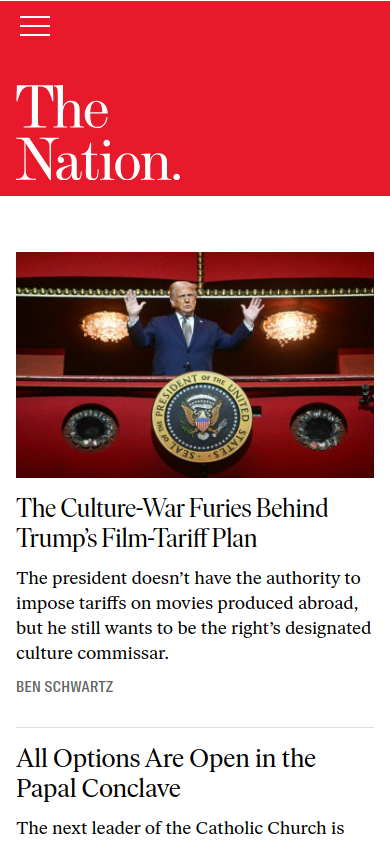 The
Nation.
SEAL OF THE PRESIDENT OF THE UNITED STATES
The Culture-War Furies Behind
Trump’s Film-Tariff Plan
The president doesn’t have the authority to
impose tariffs on movies produced abroad,
but he still wants to be the right’s designated
culture commissar.
BEN SCHWARTZ
All Options Are Open in the
Papal Conclave
The next leader of the Catholic Church is